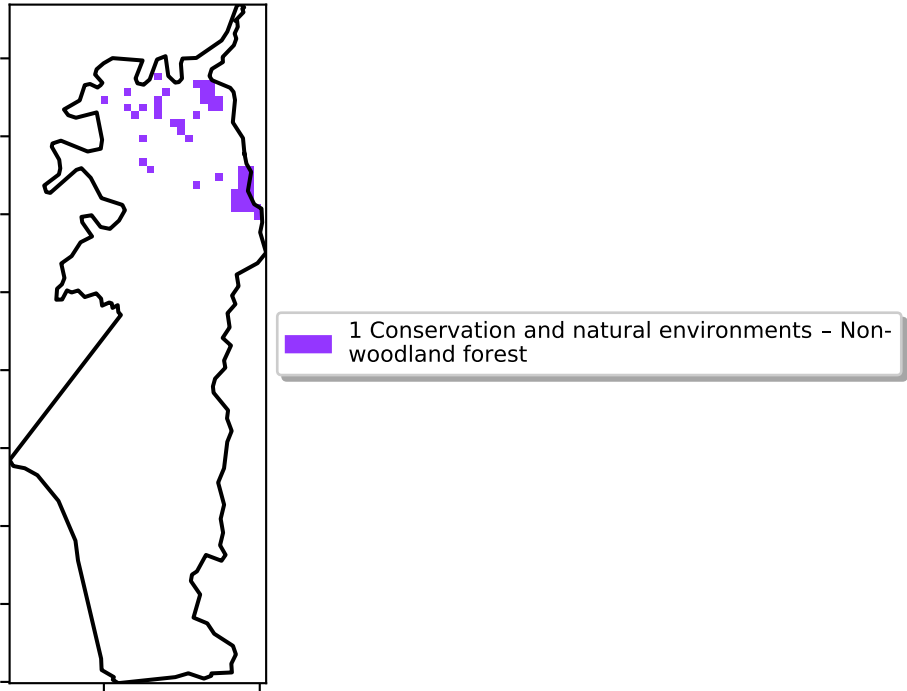 1 Conservation and natural environments – Non-
woodland forest